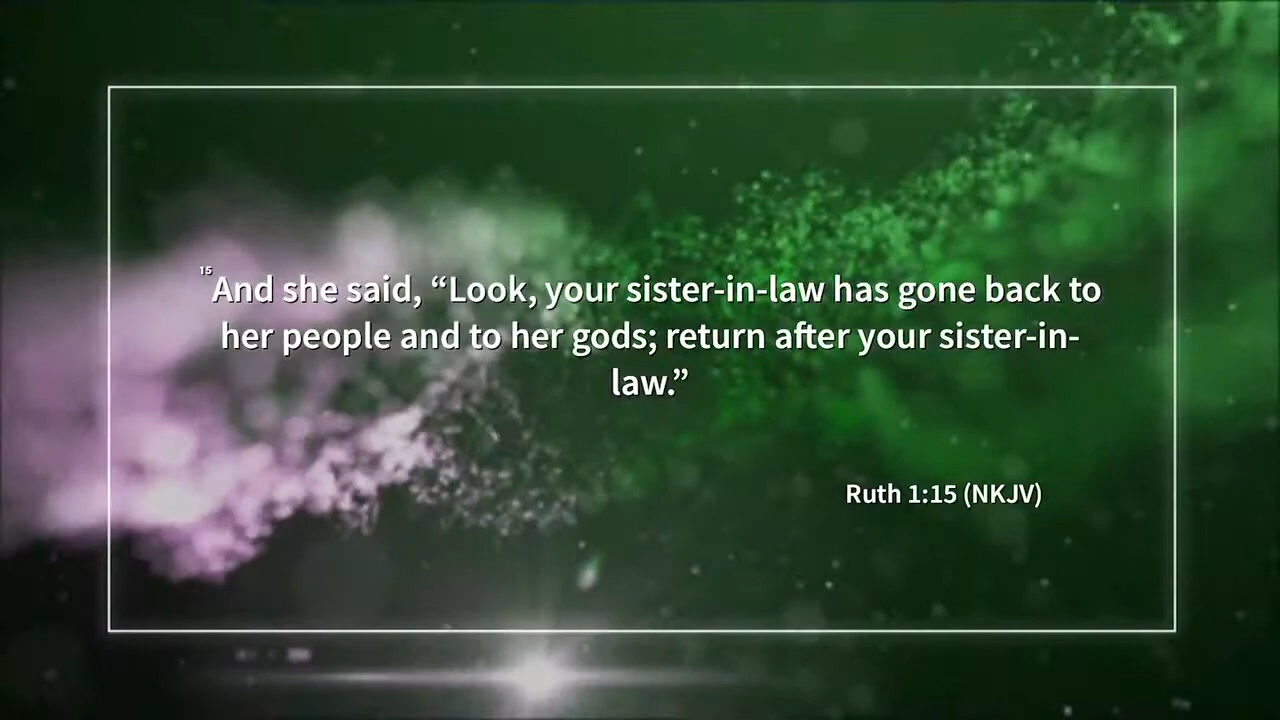 15And she said, “Look, your sister-in-law has gone back to
her people and to her gods; return after your sister-in-
law.”
Ruth 1:15 (NKJV)